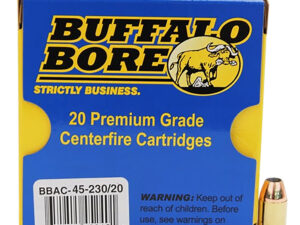 BUFFALO
BORE
STRICTLY BUSINESS.
20 Premium Grade
Centerfire Cartridges
BBAC-45-230/20
WARNING: Keep out of
reach of children. Before
use, see warnings on